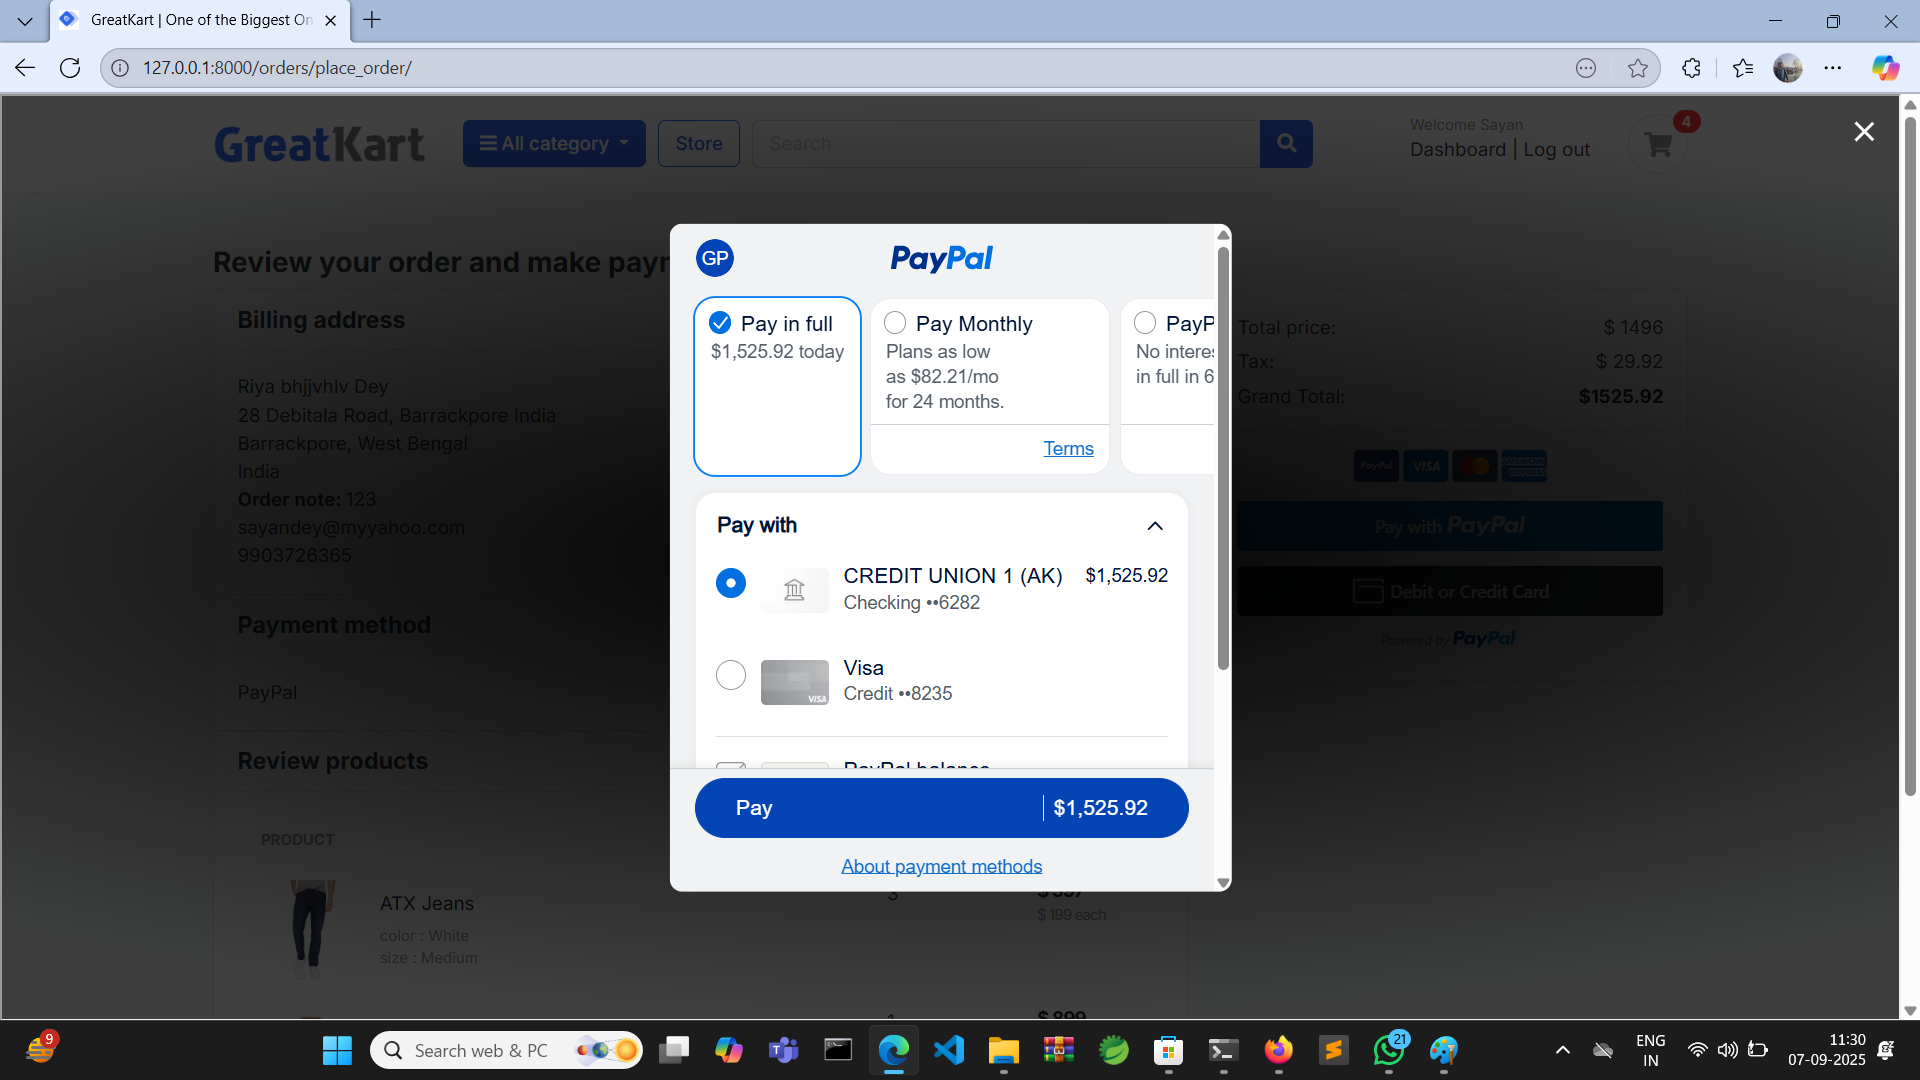 GreatKart | One of the Biggest On
127.0.0.1:8000/orders/place_order/
GreatKart
All category
Store
Search
Welcome Sayan
Dashboard | Log out
4
Review your order and make payr
Billing address
Riya bhjjvhlv Dey
28 Debitala Road, Barrackpore India
Barrackpore, West Bengal
India
Order note: 123
sayandey@myyahoo.com
9903726365
Payment method
PayPal
Review products
PRODUCT
ATX Jeans
color : White
size : Medium
3
$ 199 each
1
$ 899
GP
PayPal
Pay in full
$1,525.92 today
Pay Monthly
Plans as low
as $82.21/mo
for 24 months.
Terms
PayP
No interes
in full in 6
Pay with
CREDIT UNION 1 (AK)
$1,525.92
Checking ••6282
VISA
Visa
Credit ••8235
PayPal balance
Pay
$1,525.92
About payment methods
Total price:
$ 1496
Tax:
$ 29.92
Grand Total:
$1525.92
PayPal
VISA
AMERICAN EXPRESS
Pay with PayPal
Debit or Credit Card
Powered by PayPal
9
Search web & PC
21
ENG
IN
11:30
07-09-2025